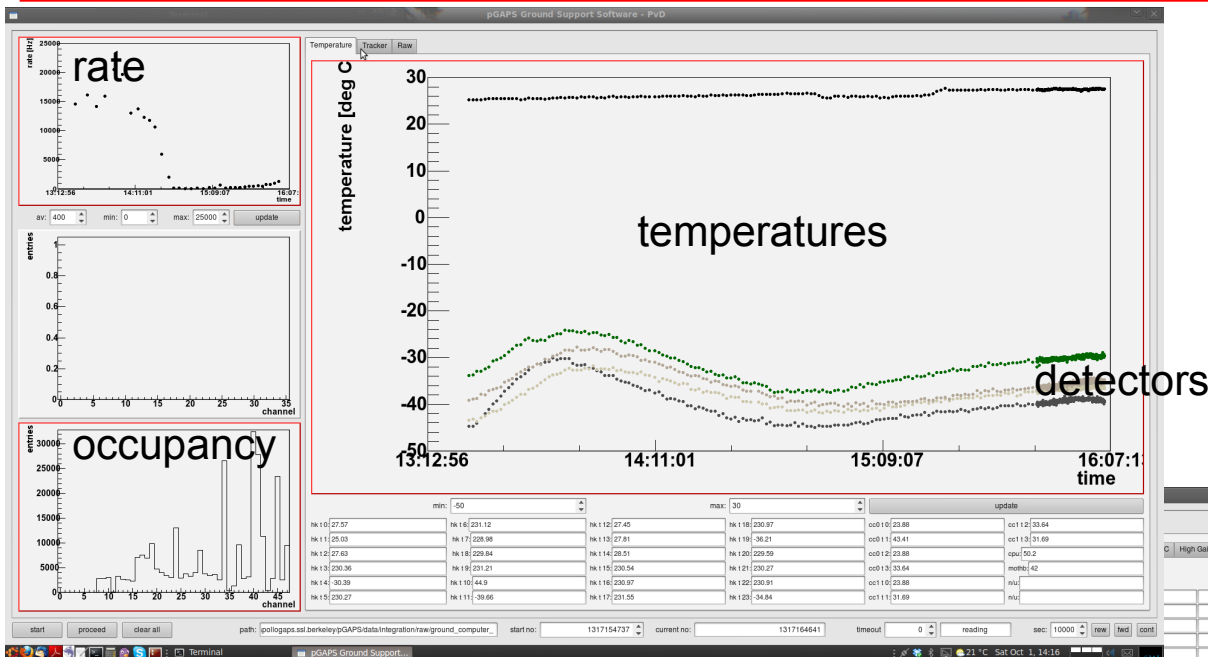 pGAPS Ground Support Software - PvD
rate [Hz]
25000
20000
15000
10000
5000
0
13:12:56 14:11:01 15:09:07 16:07:
time
rate
av: 400 min: 0 max: 25000 update
entries
1
0.8
0.6
0.4
0.2
0
0 5 10 15 20 25 30 35
channel
entries
30000
25000
20000
15000
10000
5000
0
0 5 10 15 20 25 30 35 40 45
channel
occupancy
Temperature Tracker Raw
temperature [deg C
30
20
10
0
-10
-20
-30
-40
-50
13:12:56 14:11:01 15:09:07 16:07:1
time
temperatures
detectors
min: -50 max: 30 update
hk t 0: 27.57 hk t 6: 231.12 hk t 12: 27.45 hk t 18: 230.97 cc0 t 0: 23.88 cc1 t 2: 33.64
hk t 1: 25.03 hk t 7: 228.98 hk t 13: 27.81 hk t 19: -36.21 cc0 t 1: 43.41 cc1 t 3: 31.69
hk t 2: 27.63 hk t 8: 229.84 hk t 14: 28.51 hk t 20: 229.59 cc0 t 2: 23.88 cpu: 50.2
hk t 3: 230.36 hk t 9: 231.21 hk t 15: 230.54 hk t 21: 230.27 cc0 t 3: 33.64 mothb: 42
hk t 4: -30.39 hk t 10: 44.9 hk t 16: 230.97 hk t 22: 230.91 cc1 t 0: 23.88 n/u:
hk t 5: 230.27 hk t 11: -39.66 hk t 17: 231.55 hk t 23: -34.84 cc1 t 1: 31.69 n/u:
C High Gai
start proceed clear all path: pollogaps.ssl.berkeley/pGAPS/data/integration/raw/ground_computer_ start no: 1317154737 current no: 1317164641 timeout 0 reading sec: 10000 rew fwd cont
Terminal pGAPS Ground Support... 21 °C Sat Oct 1, 14:16